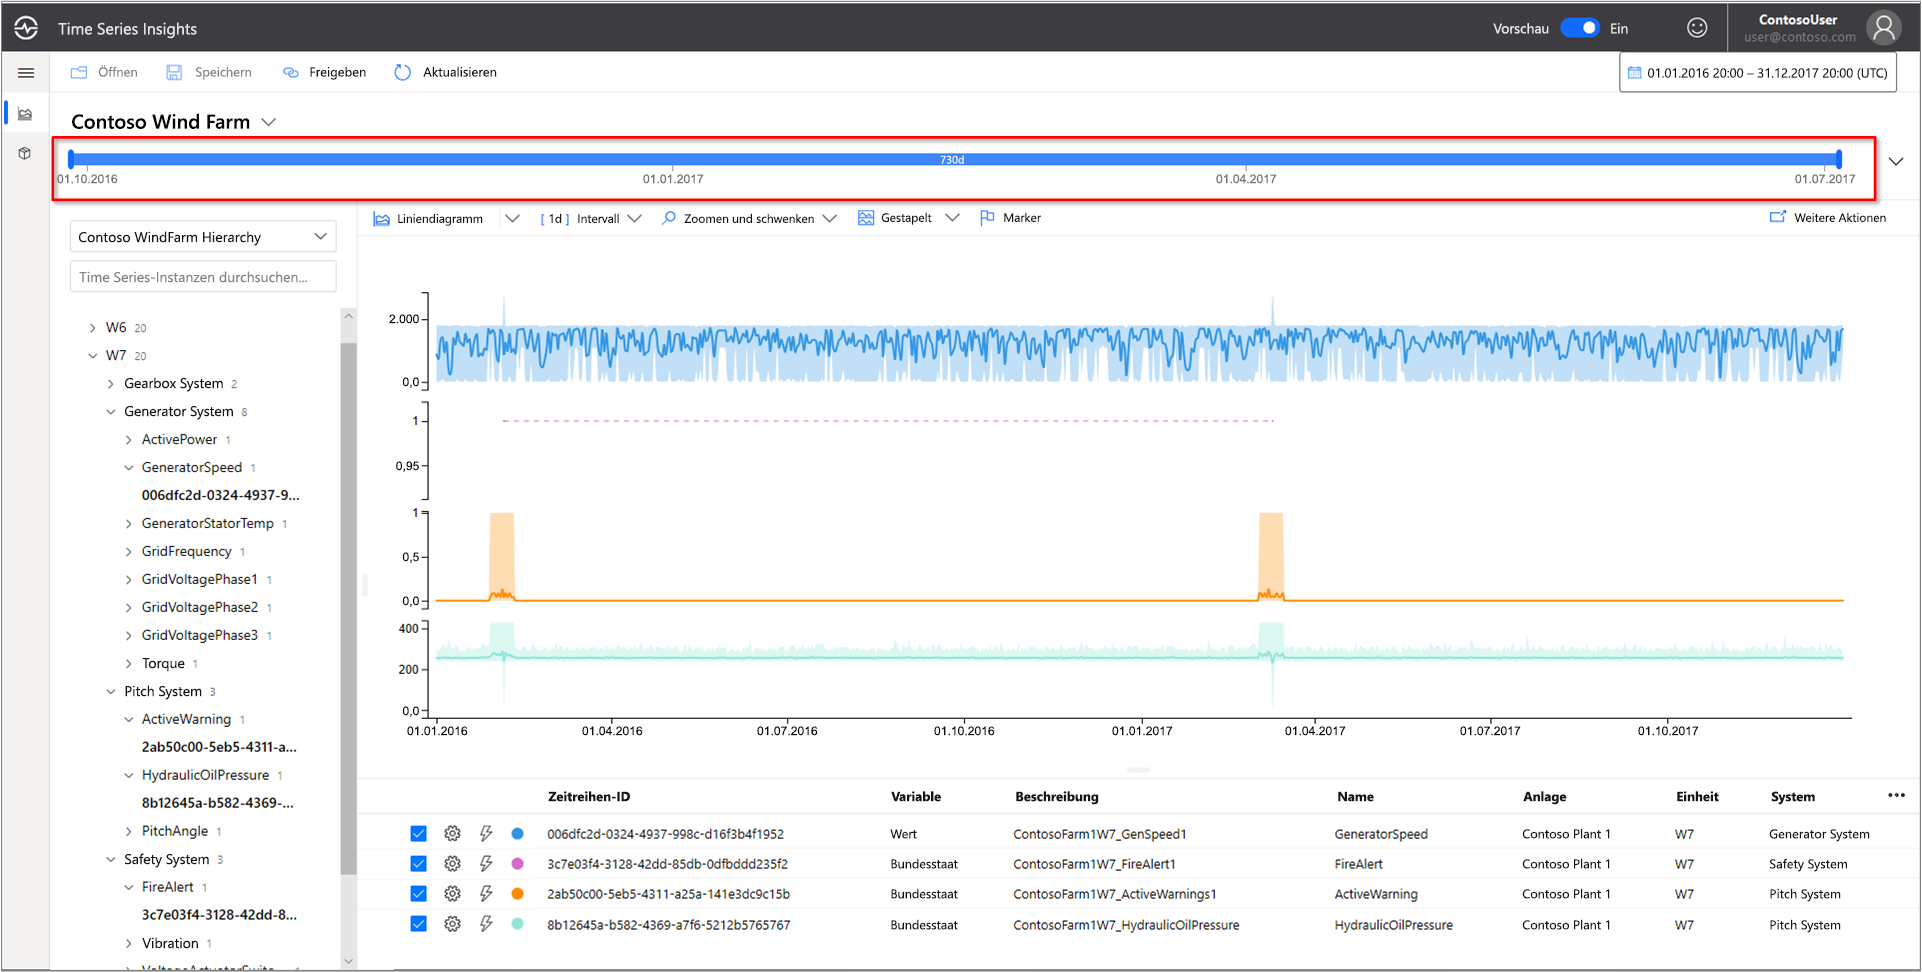 Time Series Insights
Vorschau Ein
ContosoUser
user@contoso.com
Öffnen Speichern Freigeben Aktualisieren
01.01.2016 20:00 – 31.12.2017 20:00 (UTC)
Contoso Wind Farm
730d
01.10.2016 01.01.2017 01.04.2017 01.07.2017
Liniendiagramm [ 1d ] Intervall Zoomen und schwenken Gestapelt Marker Weitere Aktionen
Contoso WindFarm Hierarchy
Time Series-Instanzen durchsuchen...
W6 20
W7 20
Gearbox System 2
Generator System 8
ActivePower 1
GeneratorSpeed 1
006dfc2d-0324-4937-9...
GeneratorStatorTemp 1
GridFrequency 1
GridVoltagePhase1 1
GridVoltagePhase2 1
GridVoltagePhase3 1
Torque 1
Pitch System 3
ActiveWarning 1
2ab50c00-5eb5-4311-a...
HydraulicOilPressure 1
8b12645a-b582-4369-...
PitchAngle 1
Safety System 3
FireAlert 1
3c7e03f4-3128-42dd-8...
Vibration 1
2.000
0,0
1
0,95
1
0,5
0,0
400
200
0,0
01.01.2016 01.04.2016 01.07.2016 01.10.2016 01.01.2017 01.04.2017 01.07.2017 01.10.2017
Zeitreihen-ID Variable Beschreibung Name Anlage Einheit System
006dfc2d-0324-4937-998c-d16f3b4f1952 Wert ContosoFarm1W7_GenSpeed1 GeneratorSpeed Contoso Plant 1 W7 Generator System
3c7e03f4-3128-42dd-85db-0dfbddd235f2 Bundesstaat ContosoFarm1W7_FireAlert1 FireAlert Contoso Plant 1 W7 Safety System
2ab50c00-5eb5-4311-a25a-141e3dc9c15b Bundesstaat ContosoFarm1W7_ActiveWarnings1 ActiveWarning Contoso Plant 1 W7 Pitch System
8b12645a-b582-4369-a7f6-5212b5765767 Bundesstaat ContosoFarm1W7_HydraulicOilPressure HydraulicOilPressure Contoso Plant 1 W7 Pitch System